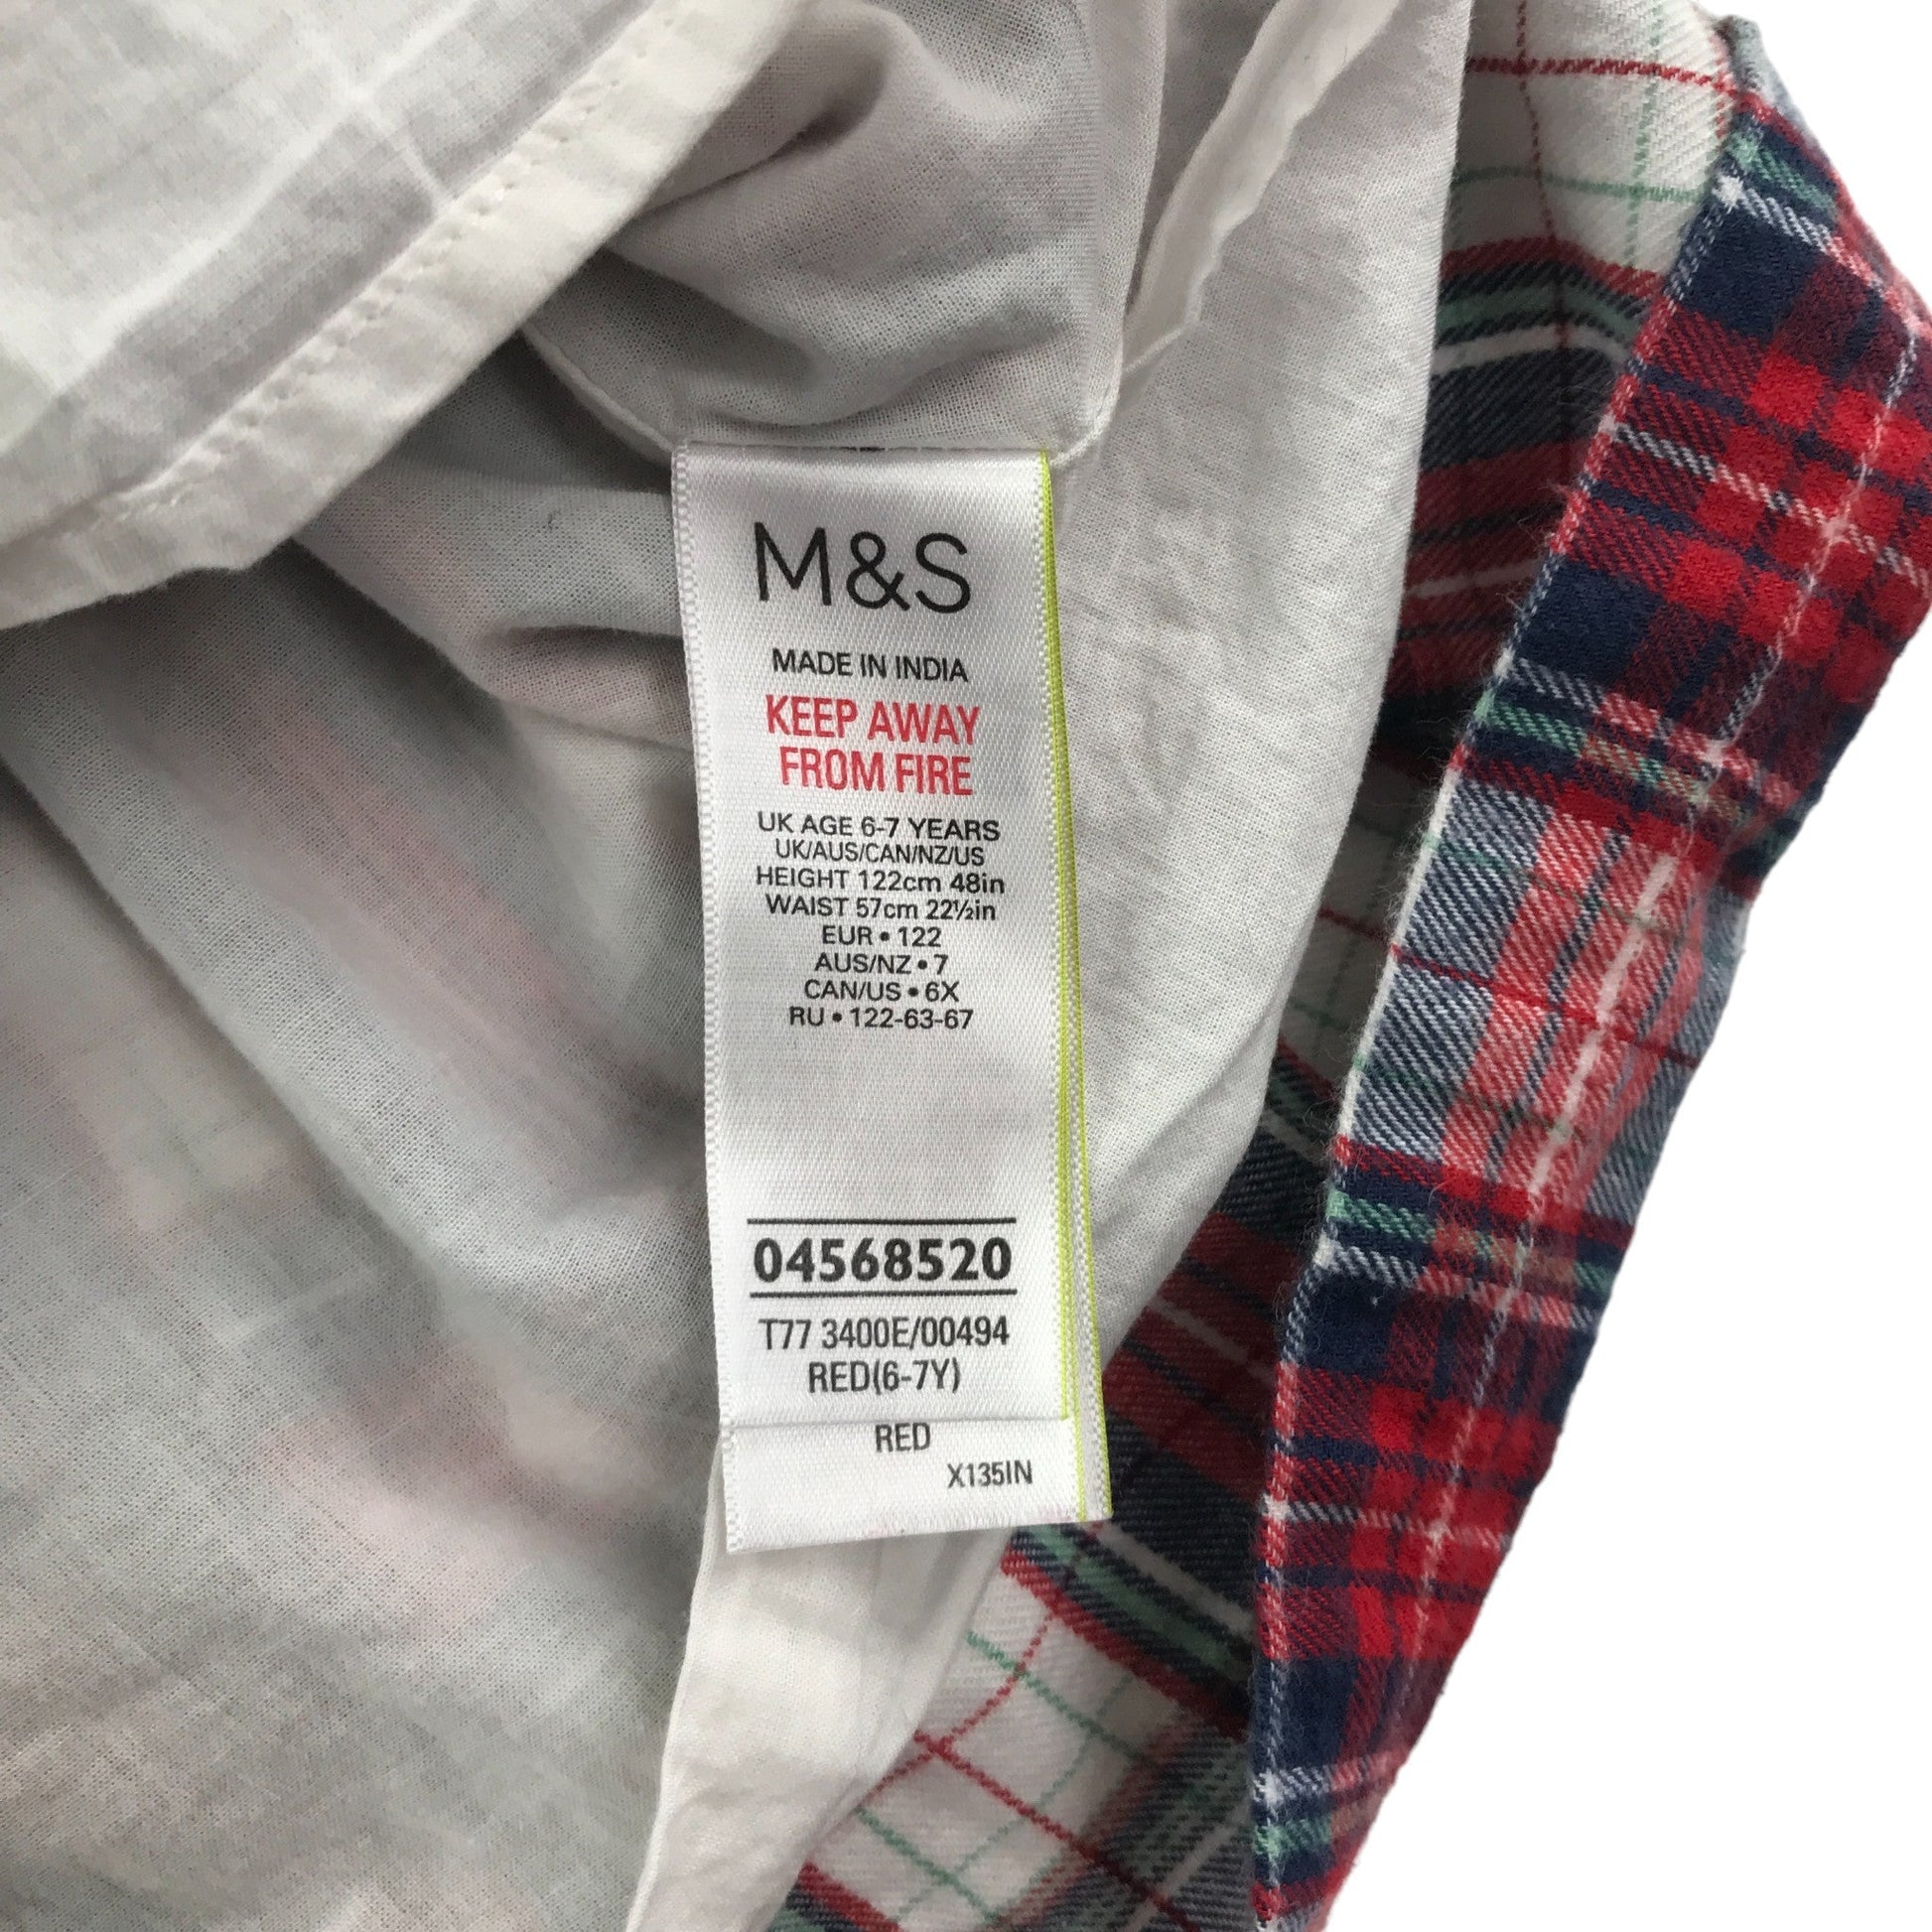 M&S
MADE IN INDIA
KEEP AWAY
FROM FIRE
UK AGE 6-7 YEARS
UK/AUS/CAN/NZ/US
HEIGHT 122cm 48in
WAIST 57cm 22½in
EUR • 122
AUS/NZ • 7
CAN/US • 6X
RU • 122-63-67
04568520
T77 3400E/00494
RED(6-7Y)
RED
X135IN